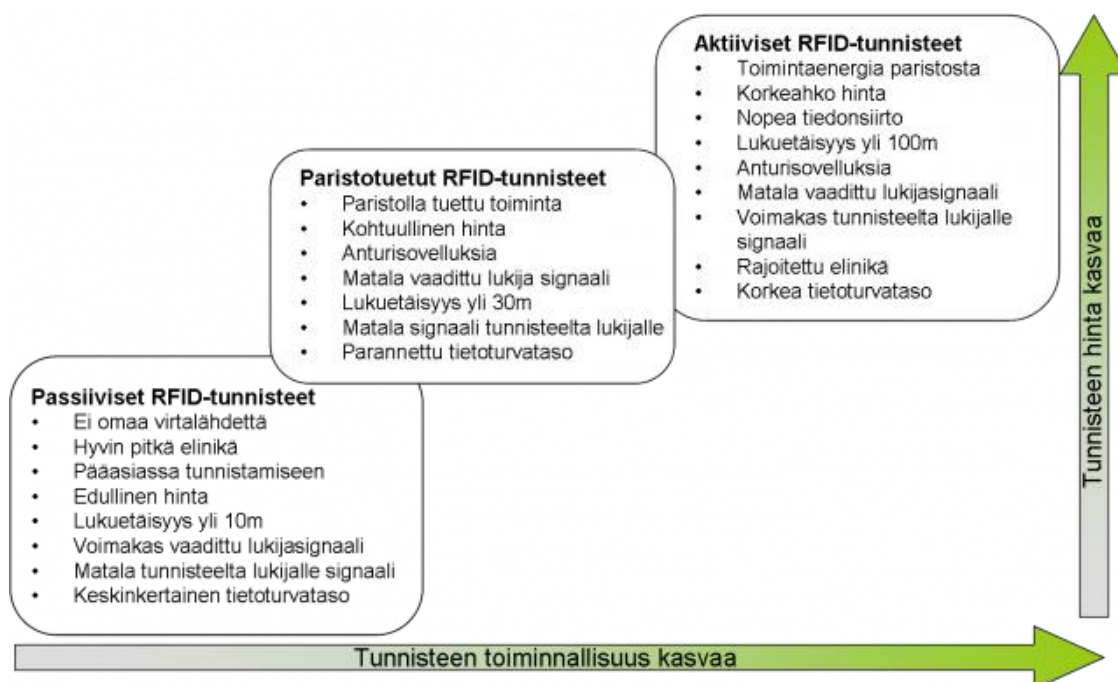 Aktiiviset RFID-tunnisteet
• Toimintaenergia paristosta
• Korkeahko hinta
• Nopea tiedonsiirto
• Lukuetäisyys yli 100m
• Anturisovelluksia
• Matala vaadittu lukijasignaali
• Voimakas tunnisteelta lukijalle
signaali
• Rajoitettu elinikä
• Korkea tietoturvataso
Paristotuetut RFID-tunnisteet
• Paristolla tuettu toiminta
• Kohtuullinen hinta
• Anturisovelluksia
• Matala vaadittu lukija signaali
• Lukuetäisyys yli 30m
• Matala signaali tunnisteelta lukijalle
• Parannettu tietoturvataso
Passiiviset RFID-tunnisteet
• Ei omaa virtalähdettä
• Hyvin pitkä elinikä
• Pääasiassa tunnistamiseen
• Edullinen hinta
• Lukuetäisyys yli 10m
• Voimakas vaadittu lukijasignaali
• Matala tunnisteelta lukijalle signaali
• Keskinkertainen tietoturvataso
Tunnisteen hinta kasvaa
Tunnisteen toiminnallisuus kasvaa